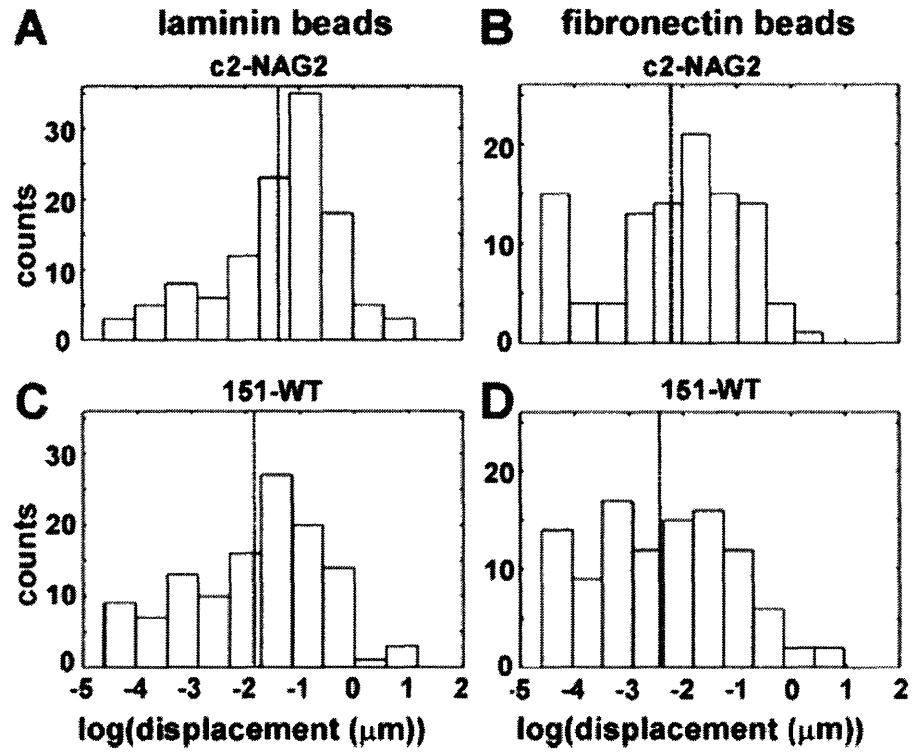 A laminin beads B fibronectin beads
c2-NAG2 c2-NAG2
counts
30
20
10
0
20
10
0
C 151-WT D 151-WT
counts
30
20
10
0
20
10
0
-5 -4 -3 -2 -1 0 1 2 -5 -4 -3 -2 -1 0 1 2
log(displacement (μm)) log(displacement (μm))